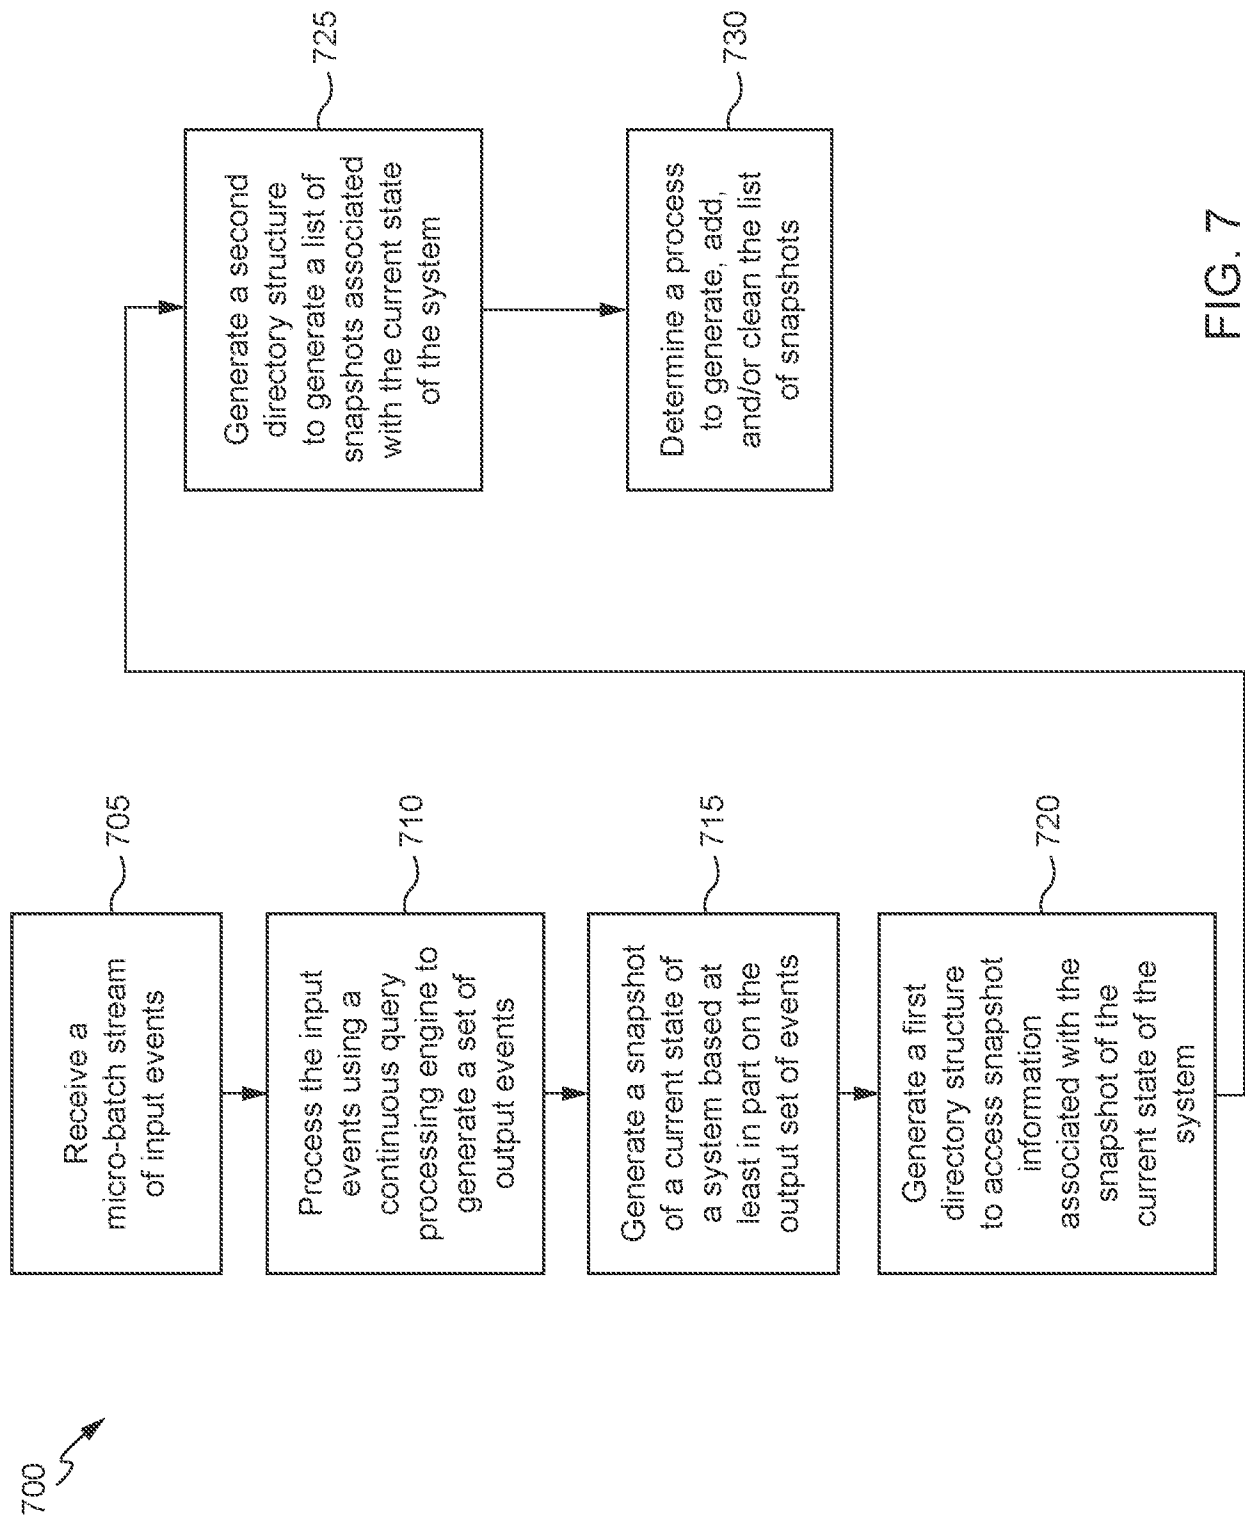 700
Receive a
micro-batch stream
of input events
705
Process the input
events using a
continuous query
processing engine to
generate a set of
output events
710
Generate a snapshot
of a current state of
a system based at
least in part on the
output set of events
715
Generate a first
directory structure
to access snapshot
information
associated with the
snapshot of the
current state of the
system
720
Generate a second
directory structure
to generate a list of
snapshots associated
with the current state
of the system
725
Determine a process
to generate, add,
and/or clean the list
of snapshots
730
FIG. 7